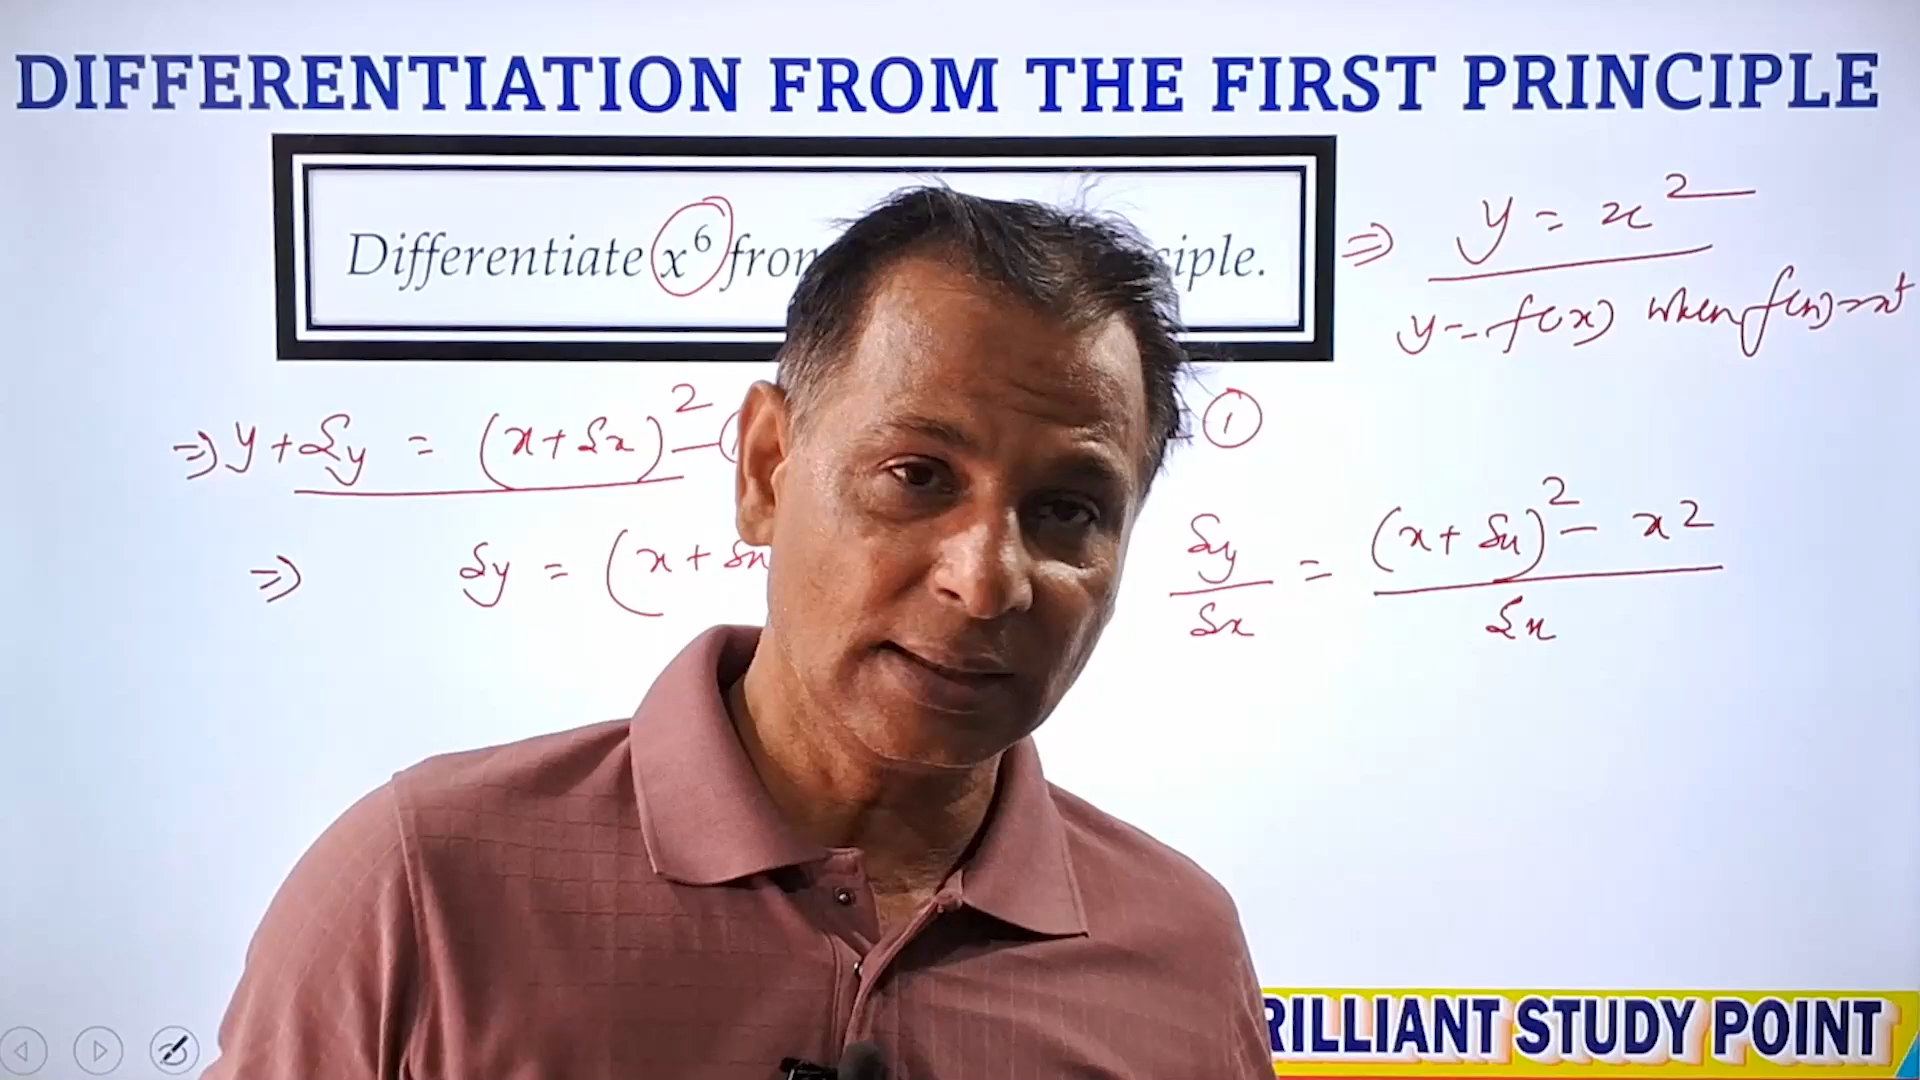 DIFFERENTIATION FROM THE FIRST PRINCIPLE
Differentiate x⁶ from ciple.
⇒ y = x²
y = f(x) when f(x) = x²
⇒ y + δy = (x + δx)² — ①
⇒ δy = (x + δx
δy/δx = ((x + δx)² − x²)/δx
RILLIANT STUDY POINT